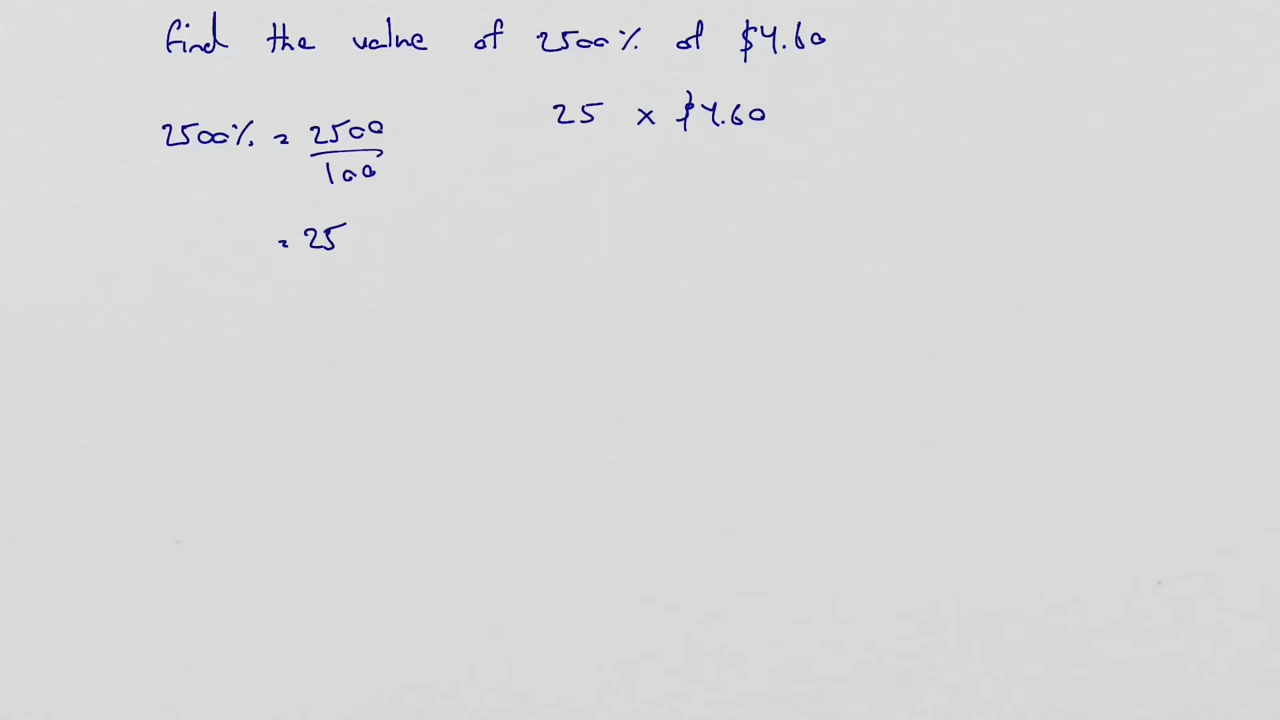 Find the value of 2500% of $4.60
25 x $4.60
2500% = 2500
100
= 25